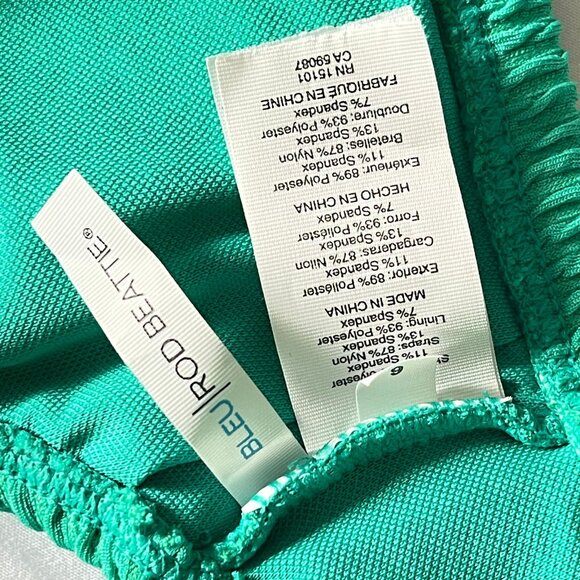 BLEU|ROD BEATTIE®
6
Polyester
11% Spandex
Straps: 87% Nylon
13% Spandex
Lining: 93% Polyester
7% Spandex
MADE IN CHINA
Exterior: 89% Poliéster
11% Spandex
Cargaderas: 87% Nilon
13% Spandex
Forro: 93% Poliéster
7% Spandex
HECHO EN CHINA
Extérieur: 89% Polyester
11% Spandex
Bretelles: 87% Nylon
13% Spandex
Doublure: 93% Polyester
7% Spandex
FABRIQUÉ EN CHINE
RN 15101
CA 59087